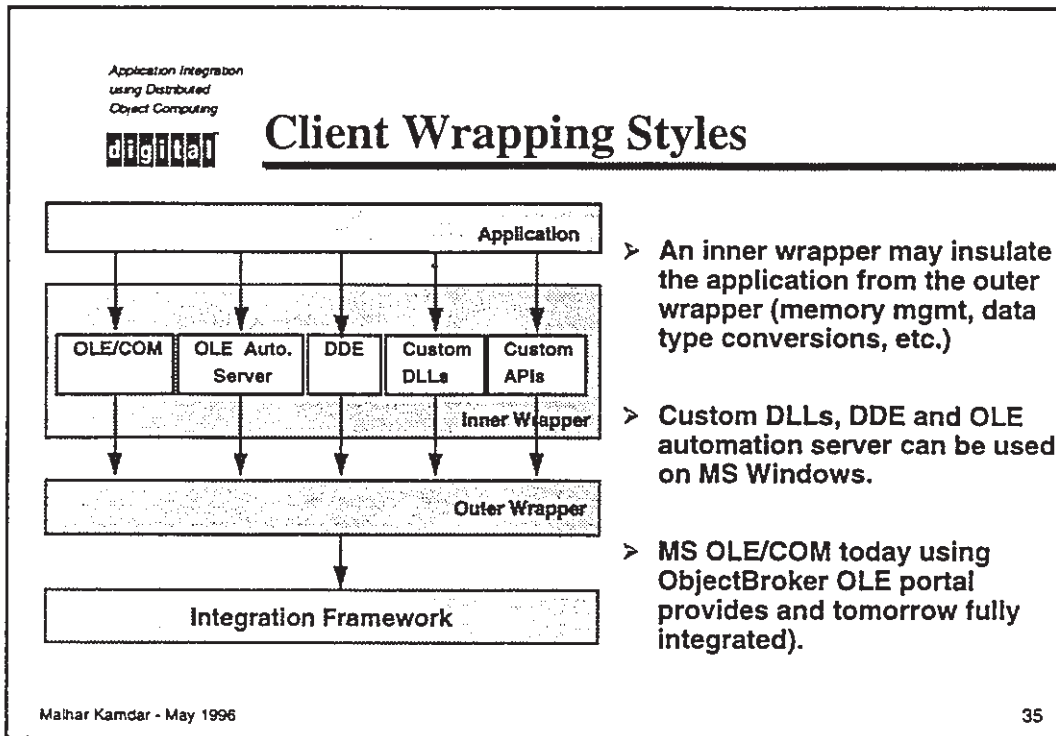 Application Integration
using Distributed
Object Computing
digital
Client Wrapping Styles
Application
OLE/COM
OLE Auto.
Server
DDE
Custom
DLLs
Custom
APIs
Inner Wrapper
Outer Wrapper
Integration Framework
➢ An inner wrapper may insulate
the application from the outer
wrapper (memory mgmt, data
type conversions, etc.)
➢ Custom DLLs, DDE and OLE
automation server can be used
on MS Windows.
➢ MS OLE/COM today using
ObjectBroker OLE portal
provides and tomorrow fully
integrated).
Malhar Kamdar - May 1996
35